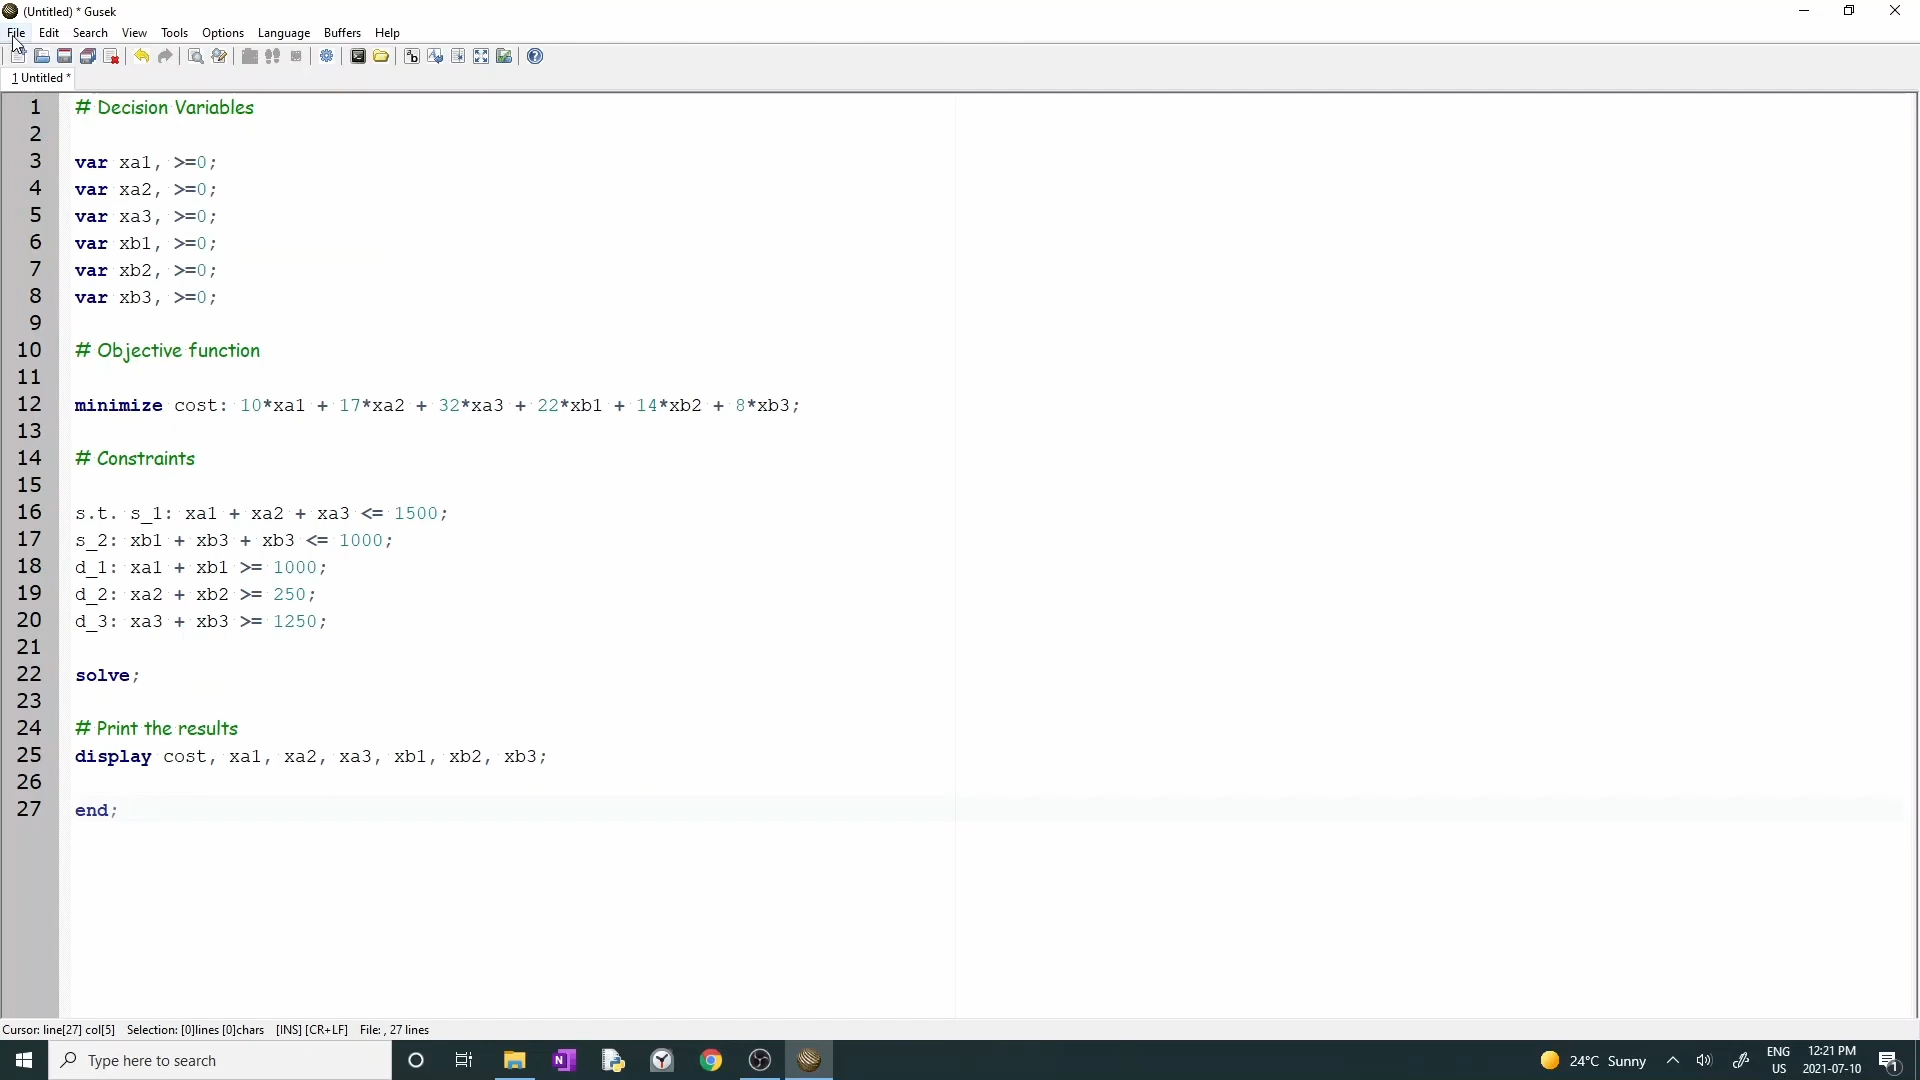 (Untitled) * Gusek
File Edit Search View Tools Options Language Buffers Help
1 Untitled *
1 # Decision Variables
2
3 var xa1, >=0;
4 var xa2, >=0;
5 var xa3, >=0;
6 var xb1, >=0;
7 var xb2, >=0;
8 var xb3, >=0;
9
10 # Objective function
11
12 minimize cost: 10*xa1 + 17*xa2 + 32*xa3 + 22*xb1 + 14*xb2 + 8*xb3;
13
14 # Constraints
15
16 s.t. s_1: xa1 + xa2 + xa3 <= 1500;
17 s_2: xb1 + xb3 + xb3 <= 1000;
18 d_1: xa1 + xb1 >= 1000;
19 d_2: xa2 + xb2 >= 250;
20 d_3: xa3 + xb3 >= 1250;
21
22 solve;
23
24 # Print the results
25 display cost, xa1, xa2, xa3, xb1, xb2, xb3;
26
27 end;
Cursor: line[27] col[5] Selection: [0]lines [0]chars [INS] [CR+LF] File: , 27 lines
Type here to search
24°C Sunny
ENG
US
12:21 PM
2021-07-10
1